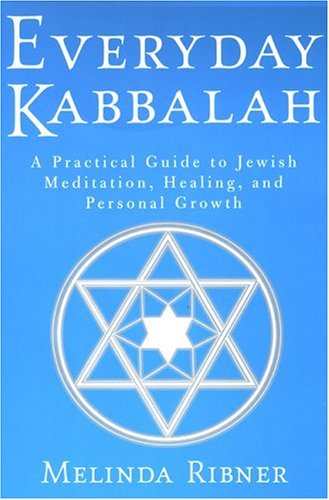 EVERYDAY
KABBALAH
A Practical Guide to Jewish
Meditation, Healing, and
Personal Growth
MELINDA RIBNER